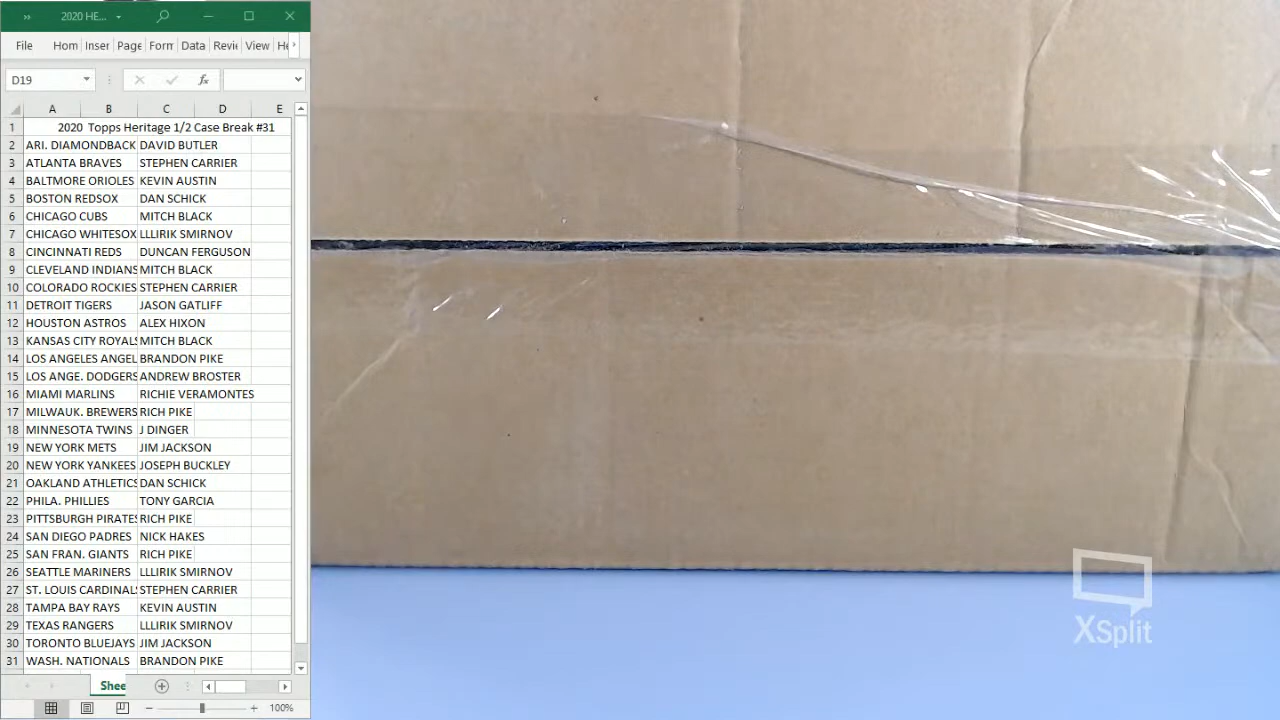 2020 HE...
File Hom Inser Page Forn Data Revi View He
D19 fx
A B C D E
1 2020 Topps Heritage 1/2 Case Break #31
2 ARI. DIAMONDBACK DAVID BUTLER
3 ATLANTA BRAVES STEPHEN CARRIER
4 BALTMORE ORIOLES KEVIN AUSTIN
5 BOSTON REDSOX DAN SCHICK
6 CHICAGO CUBS MITCH BLACK
7 CHICAGO WHITESOX LLLIRIK SMIRNOV
8 CINCINNATI REDS DUNCAN FERGUSON
9 CLEVELAND INDIANS MITCH BLACK
10 COLORADO ROCKIES STEPHEN CARRIER
11 DETROIT TIGERS JASON GATLIFF
12 HOUSTON ASTROS ALEX HIXON
13 KANSAS CITY ROYALS MITCH BLACK
14 LOS ANGELES ANGEL BRANDON PIKE
15 LOS ANGE. DODGERS ANDREW BROSTER
16 MIAMI MARLINS RICHIE VERAMONTES
17 MILWAUK. BREWERS RICH PIKE
18 MINNESOTA TWINS J DINGER
19 NEW YORK METS JIM JACKSON
20 NEW YORK YANKEES JOSEPH BUCKLEY
21 OAKLAND ATHLETICS DAN SCHICK
22 PHILA. PHILLIES TONY GARCIA
23 PITTSBURGH PIRATES RICH PIKE
24 SAN DIEGO PADRES NICK HAKES
25 SAN FRAN. GIANTS RICH PIKE
26 SEATTLE MARINERS LLLIRIK SMIRNOV
27 ST. LOUIS CARDINALS STEPHEN CARRIER
28 TAMPA BAY RAYS KEVIN AUSTIN
29 TEXAS RANGERS LLLIRIK SMIRNOV
30 TORONTO BLUEJAYS JIM JACKSON
31 WASH. NATIONALS BRANDON PIKE
Shee
100%
XSplit